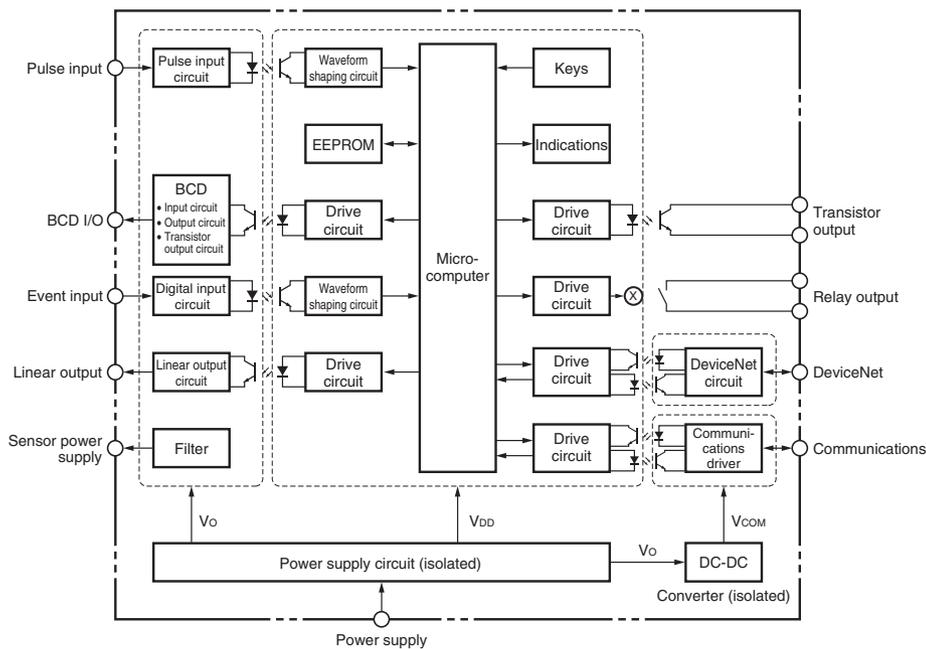 Pulse input
Pulse input
circuit
Waveform
shaping circuit
Keys
EEPROM
Indications
BCD I/O
BCD
• Input circuit
• Output circuit
• Transistor
output circuit
Drive
circuit
Micro-
computer
Drive
circuit
Transistor
output
Event input
Digital input
circuit
Waveform
shaping circuit
Drive
circuit
X
Relay output
Linear output
Linear output
circuit
Drive
circuit
Drive
circuit
DeviceNet
circuit
DeviceNet
Sensor power
supply
Filter
Drive
circuit
Communi-
cations
driver
Communications
VO
VDD
VCOM
Power supply circuit (isolated)
VO
DC-DC
Converter (isolated)
Power supply